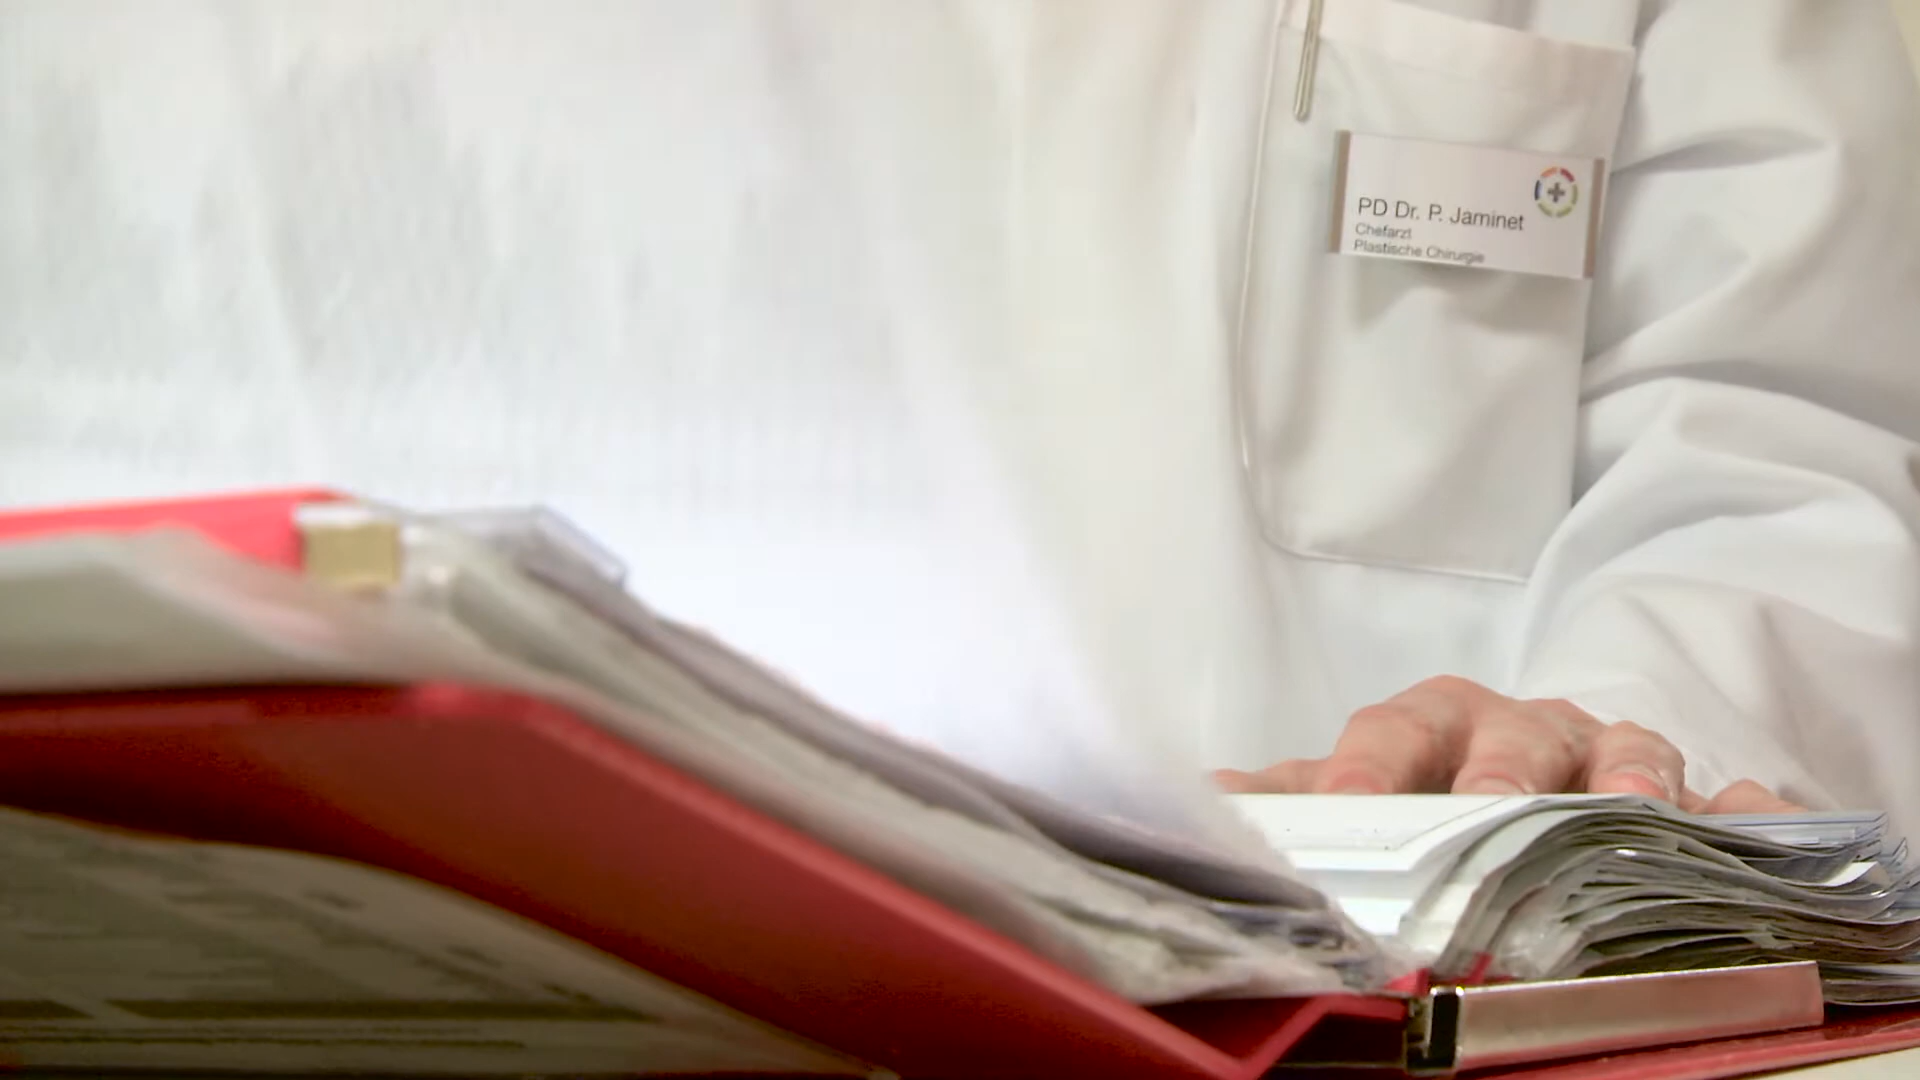 PD Dr. P. Jaminet
Chefarzt
Plastische Chirurgie